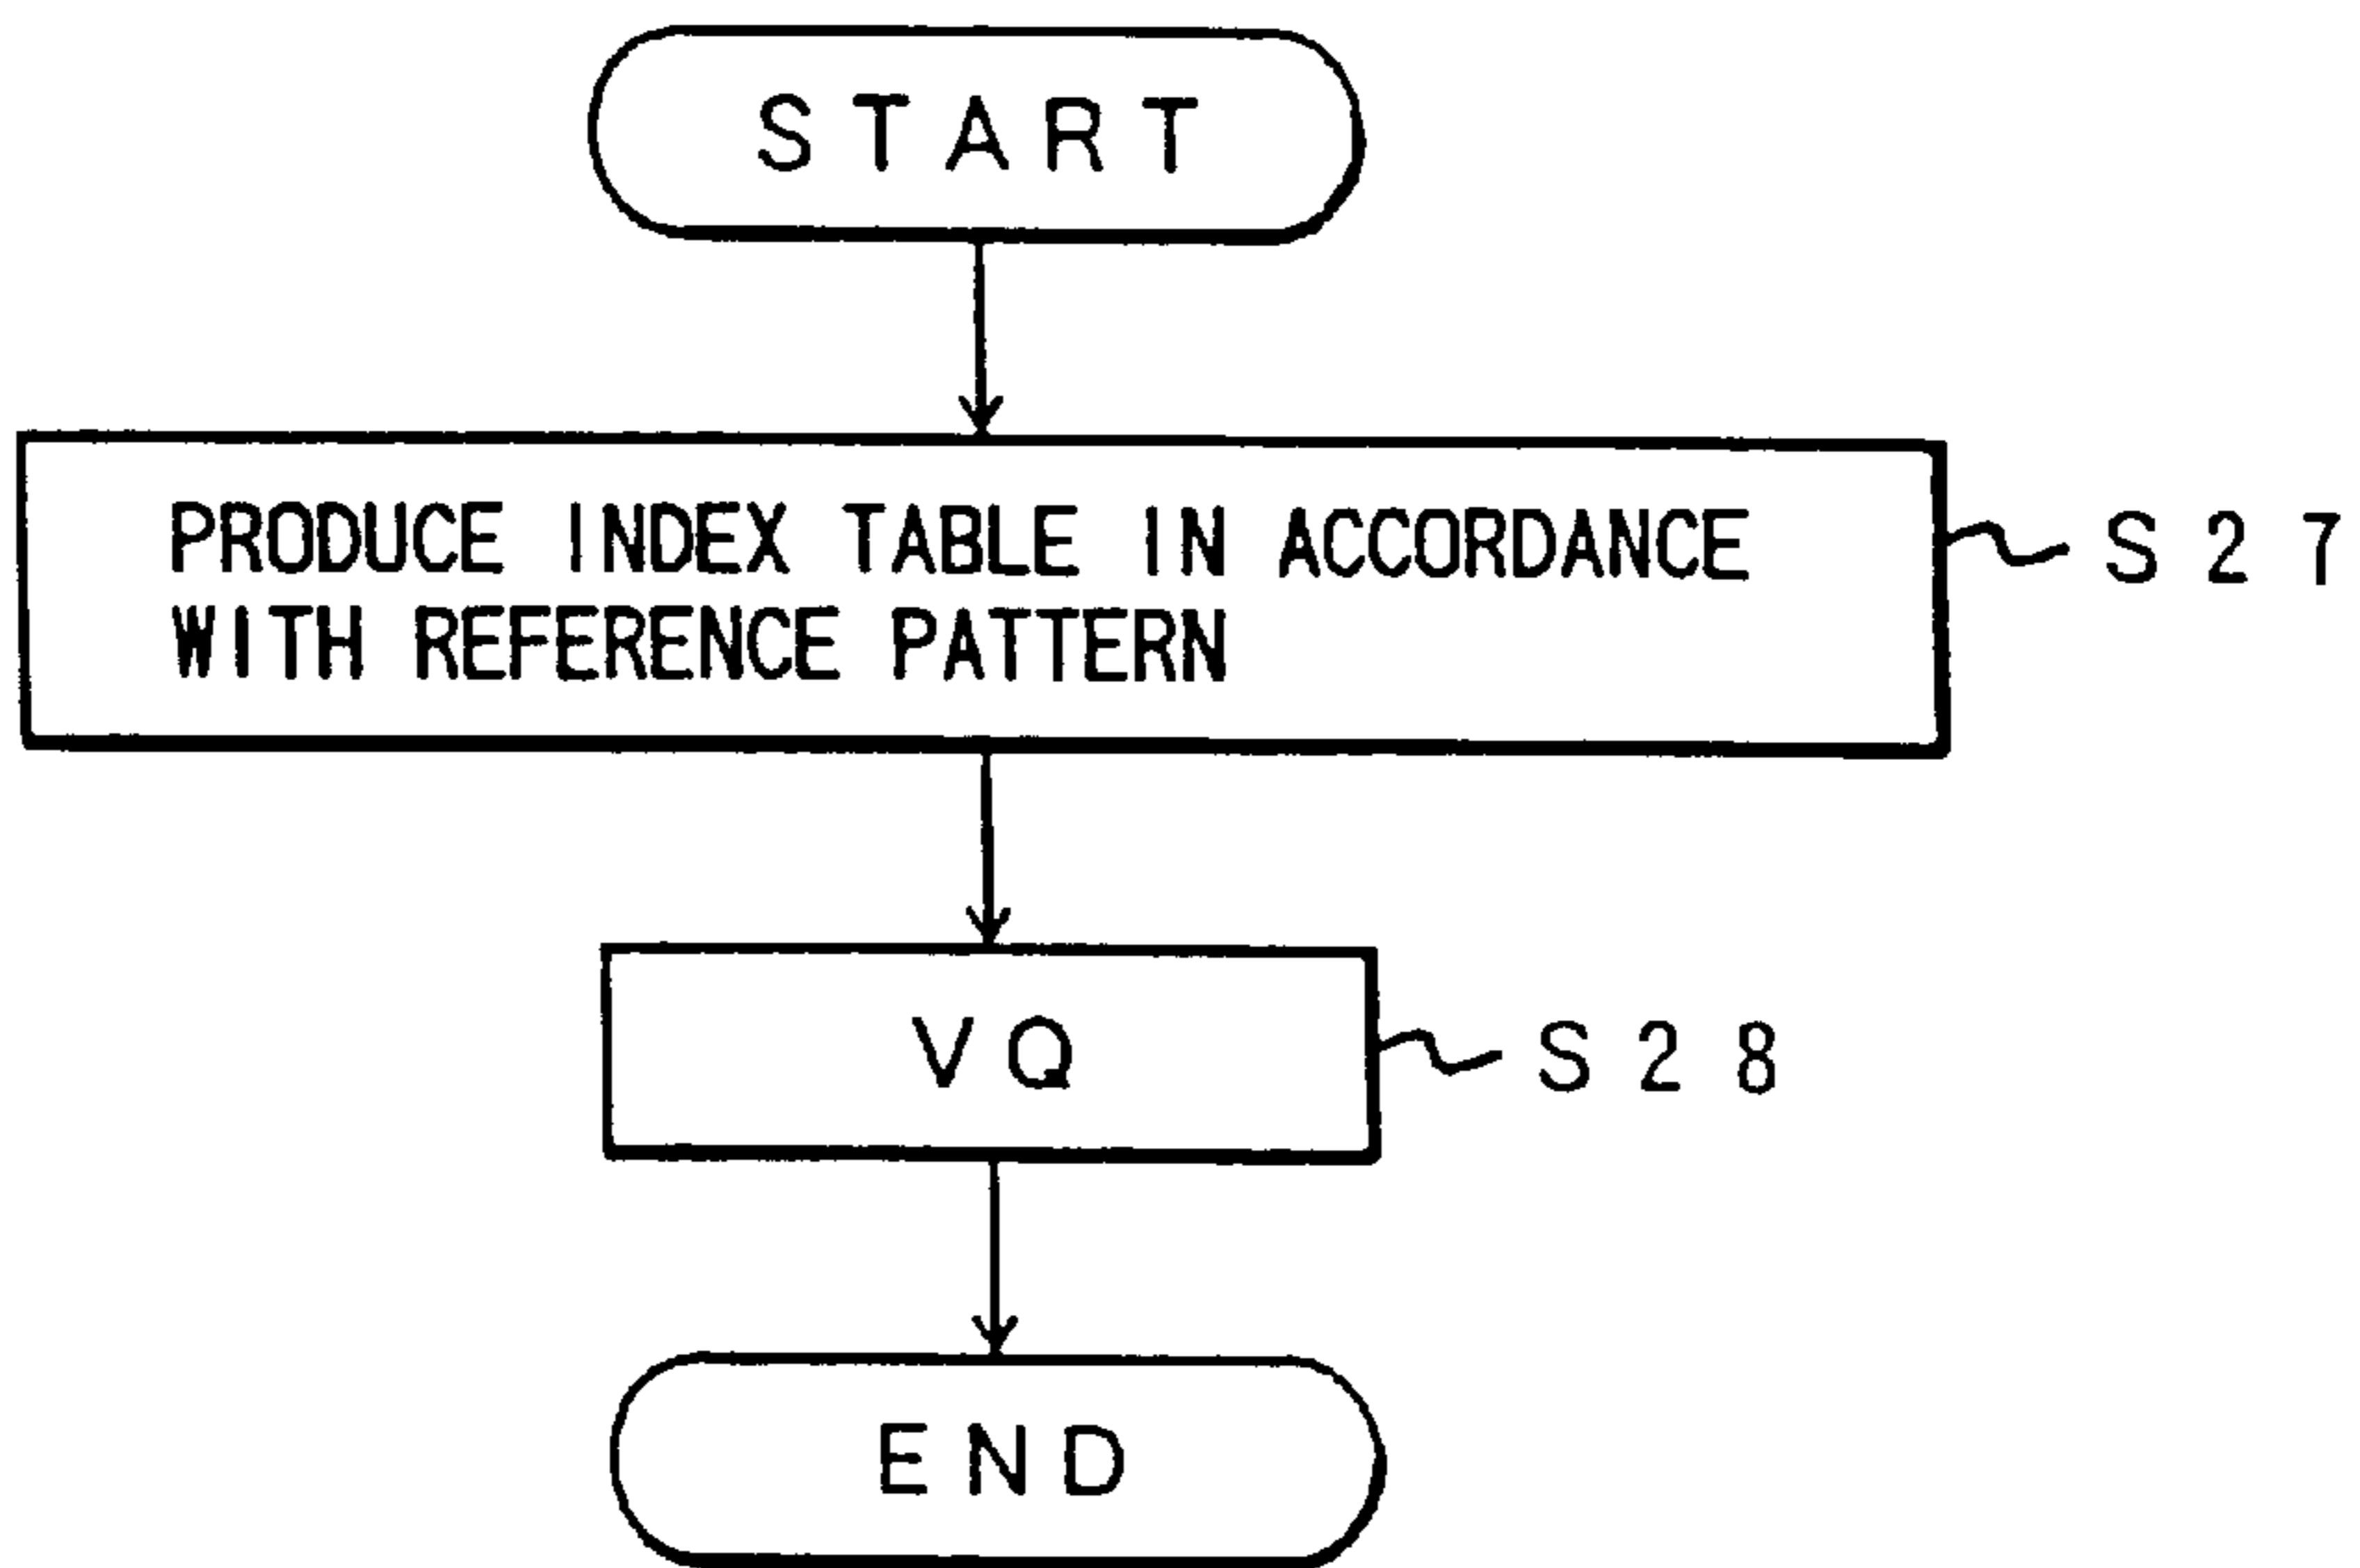 START
PRODUCE INDEX TABLE IN ACCORDANCE
WITH REFERENCE PATTERN
S27
VQ
S28
END